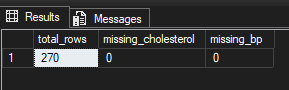 Results Messages
total_rows missing_cholesterol missing_bp
1 270 0 0